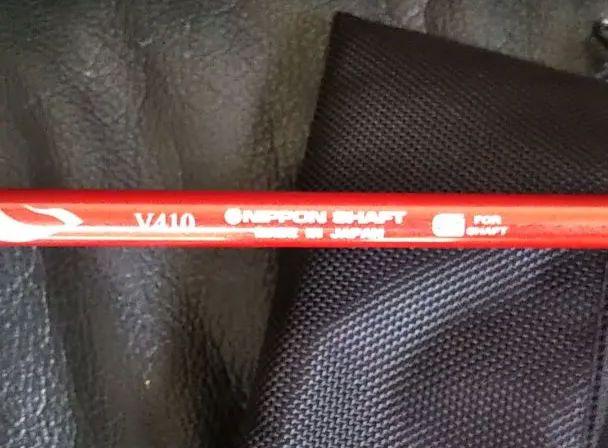 V410
NIPPON SHAFT
MADE IN JAPAN
FOR
SHAFT